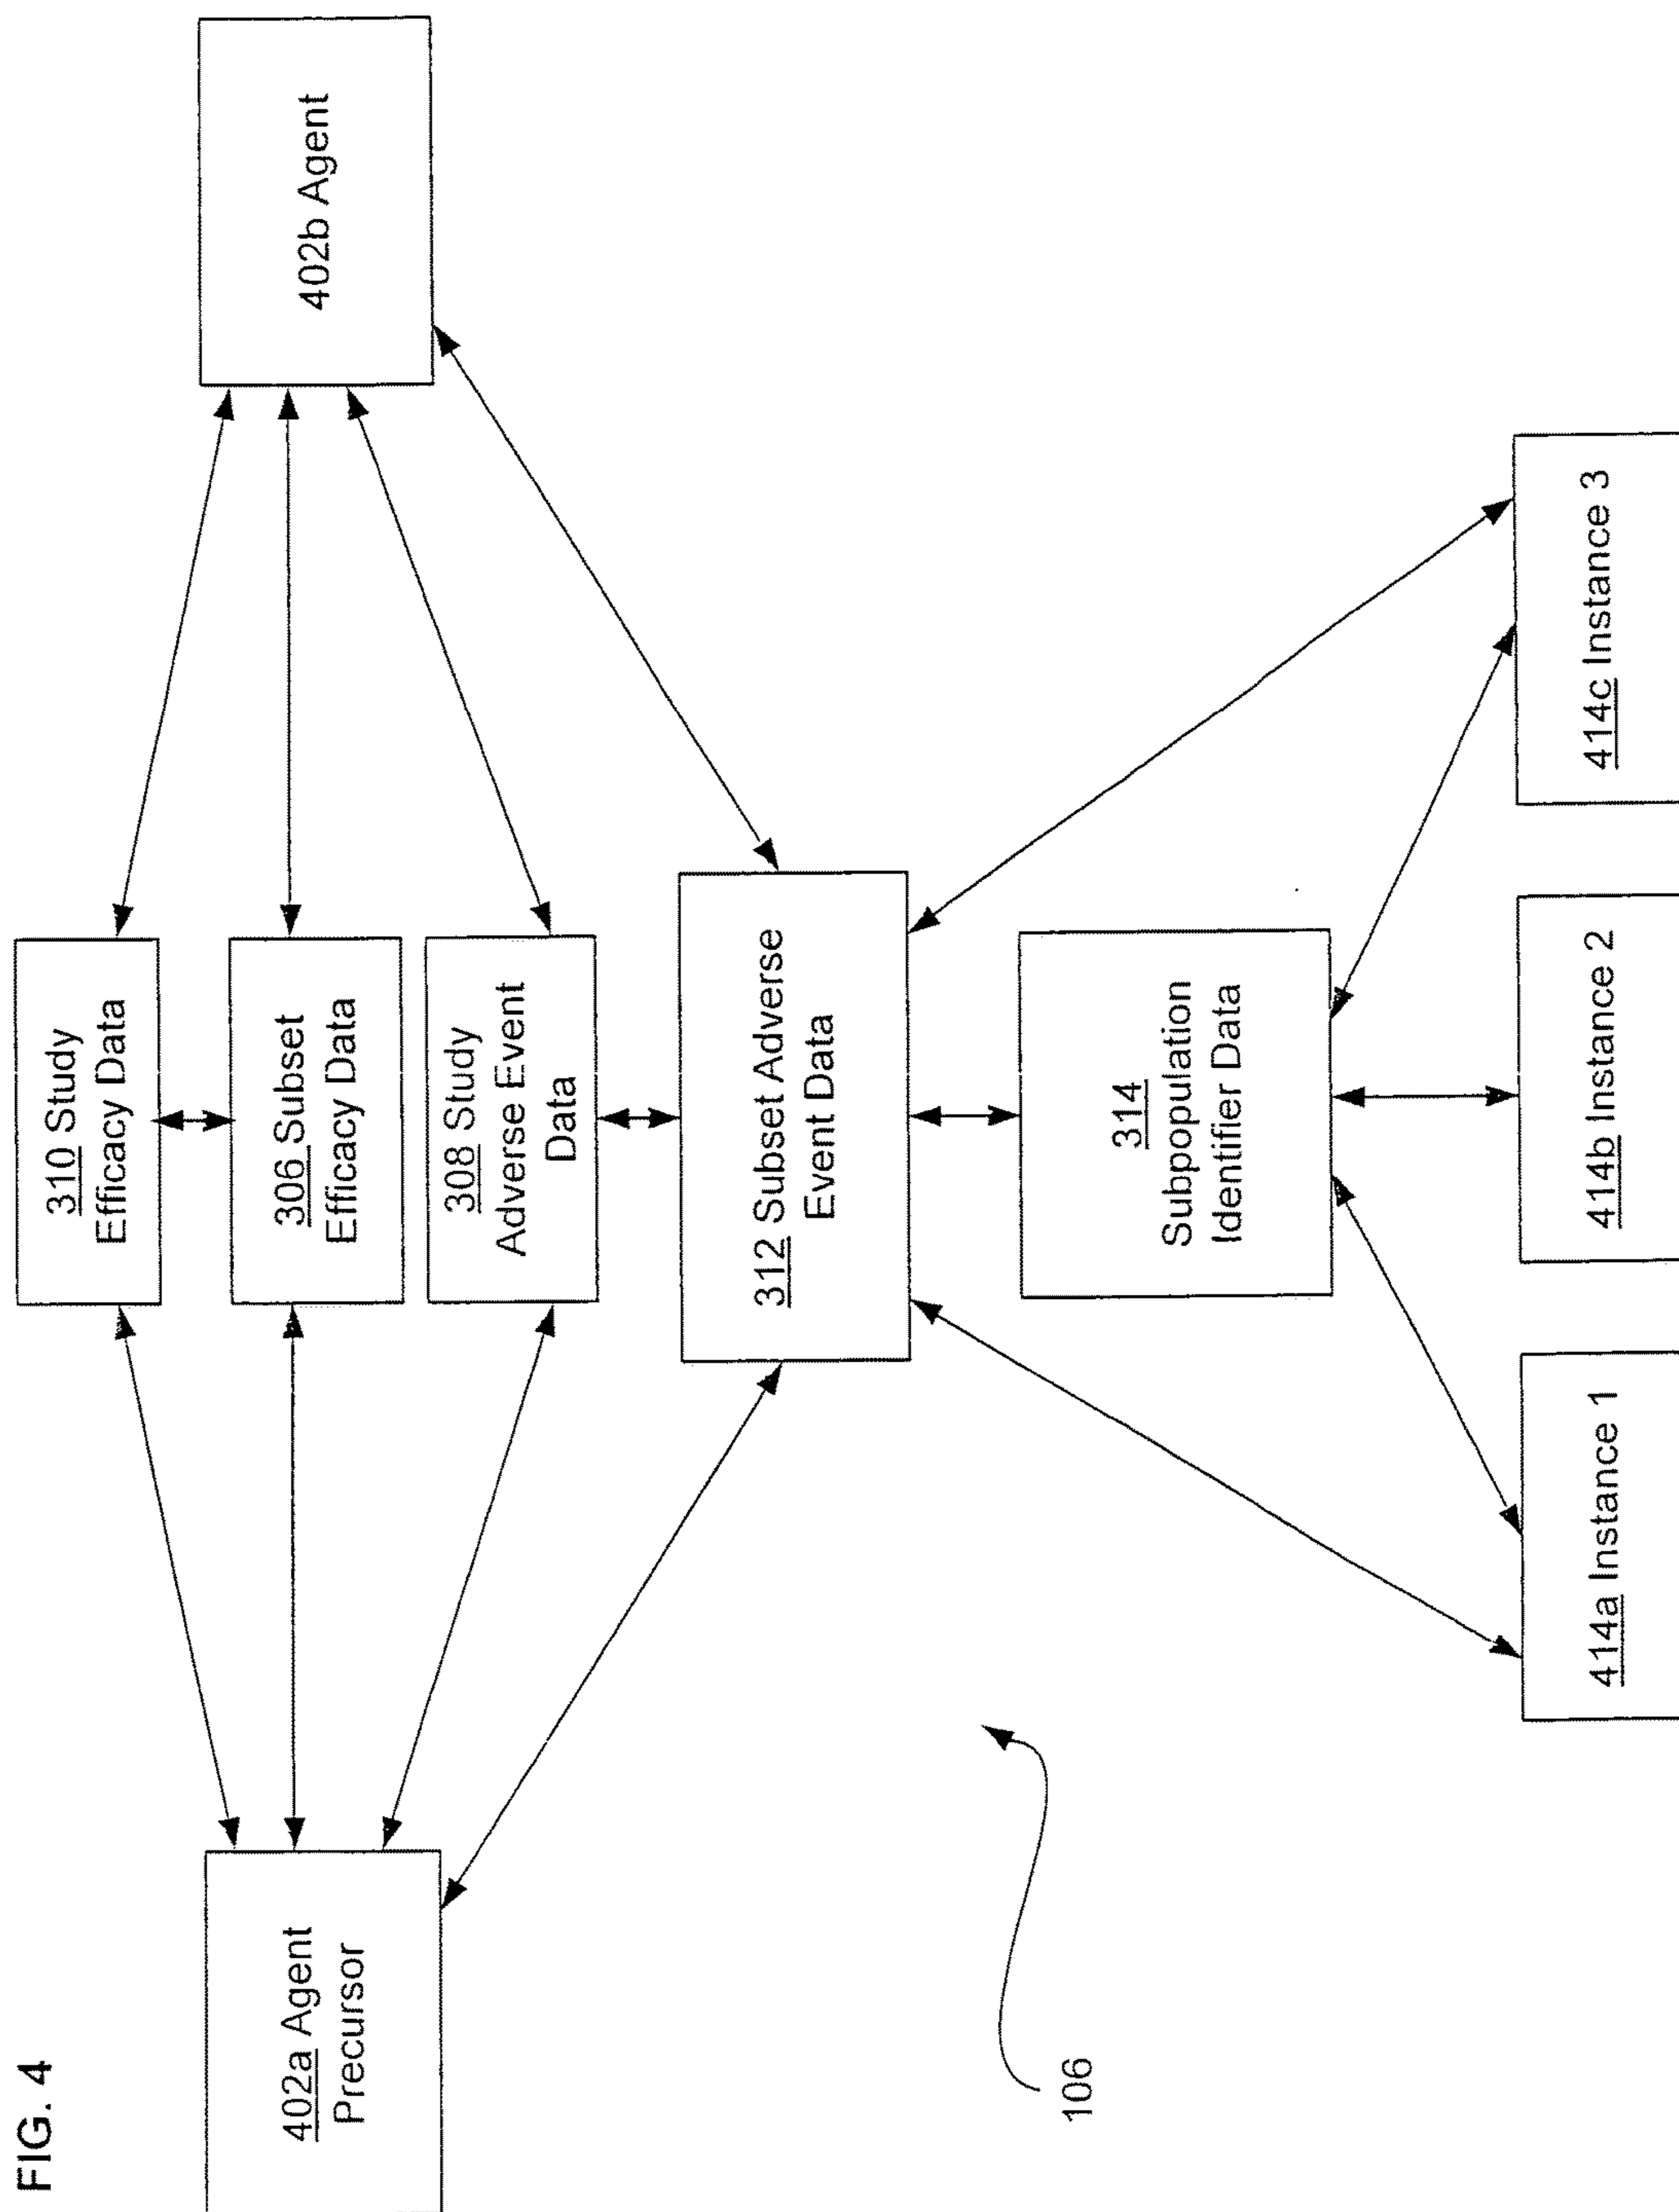 FIG. 4
310 Study
Efficacy Data
402a Agent
Precursor
306 Subset
Efficacy Data
402b Agent
308 Study
Adverse Event
Data
312 Subset Adverse
Event Data
314
Subpopulation
Identifier Data
106
414a Instance 1
414b Instance 2
414c Instance 3